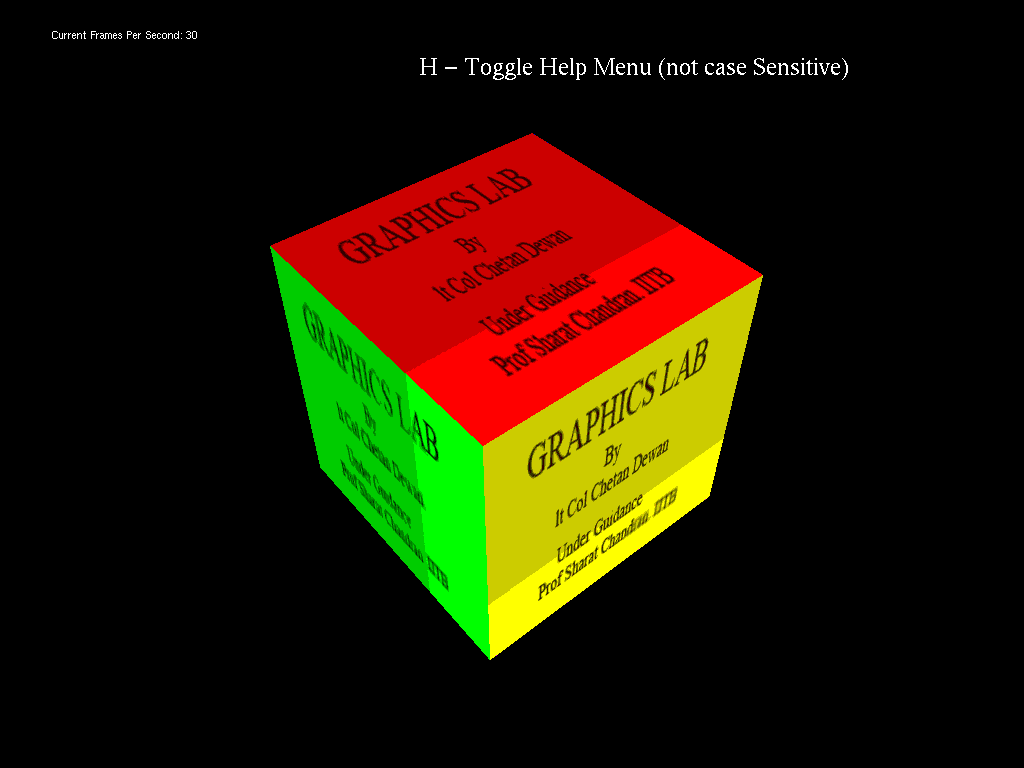 Current Frames Per Second: 30
H – Toggle Help Menu (not case Sensitive)
GRAPHICS LAB
By
lt Col Chetan Dewan
Under Guidance
Prof Sharat Chandran. IITB
GRAPHICS LAB
By
lt Col Chetan Dewan
Under Guidance
Prof Sharat Chandran. IITB
GRAPHICS LAB
By
lt Col Chetan Dewan
Under Guidance
Prof Sharat Chandran. IITB